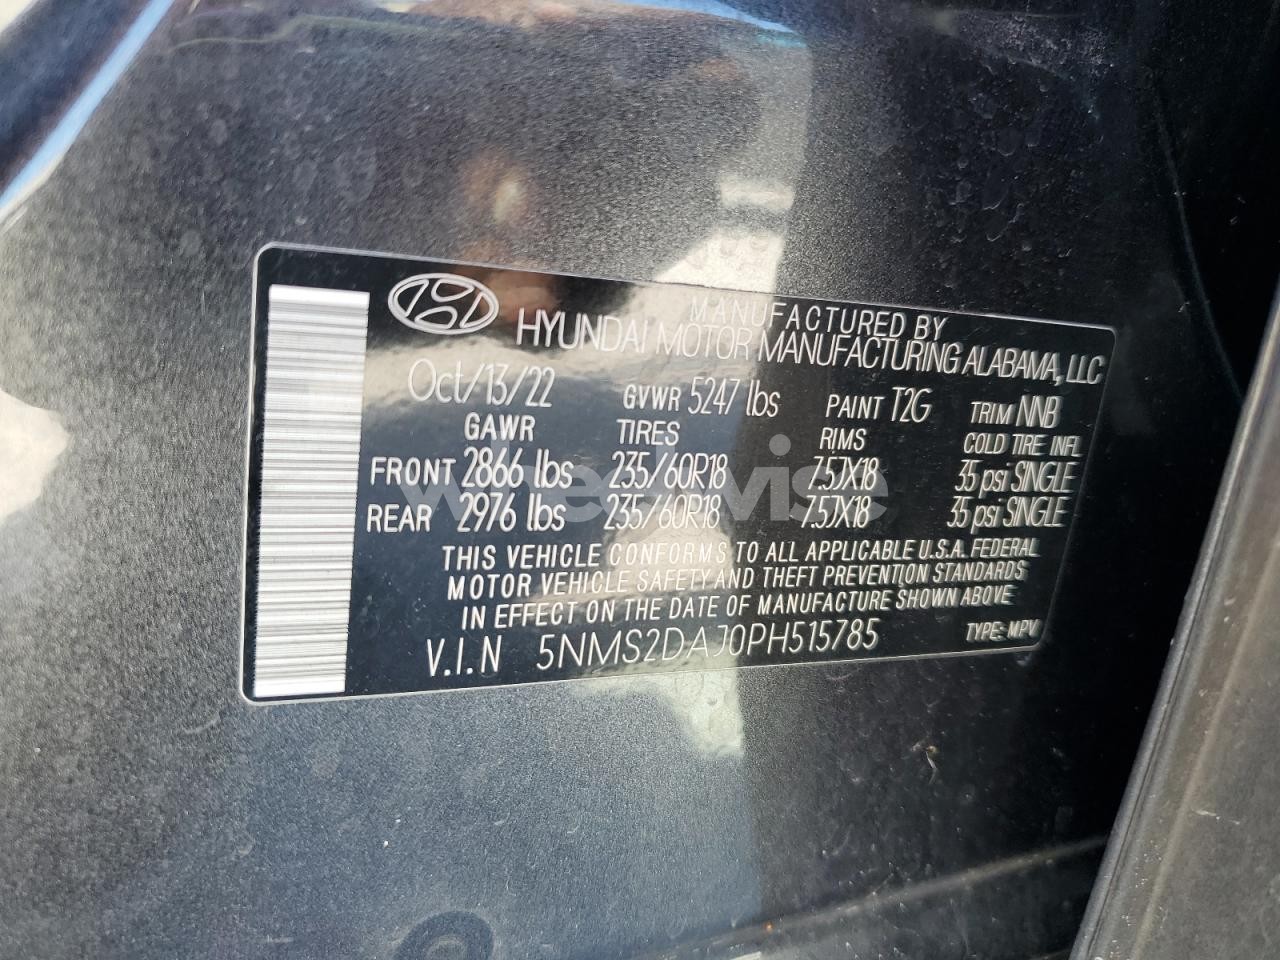 MANUFACTURED BY
HYUNDAI MOTOR MANUFACTURING ALABAMA, LLC
Oct/13/22 GVWR 5247 lbs PAINT T2G TRIM NNB
GAWR TIRES RIMS COLD TIRE INFL
FRONT 2866 lbs 235/60R18 7.5JX18 35 psi SINGLE
REAR 2976 lbs 235/60R18 7.5JX18 35 psi SINGLE
THIS VEHICLE CONFORMS TO ALL APPLICABLE U.S.A. FEDERAL
MOTOR VEHICLE SAFETY AND THEFT PREVENTION STANDARDS
IN EFFECT ON THE DATE OF MANUFACTURE SHOWN ABOVE
V.I.N 5NMS2DAJ0PH515785 TYPE: MPV
wheelwise